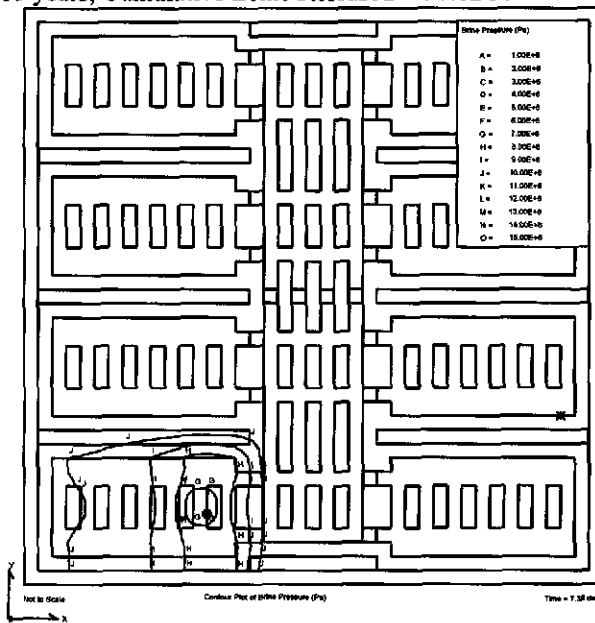 Brine Pressure (Pa)
A = 1.00E+6
B = 2.00E+6
C = 3.00E+6
D = 4.00E+6
E = 5.00E+6
F = 6.00E+6
G = 7.00E+6
H = 8.00E+6
I = 9.00E+6
J = 10.00E+6
K = 11.00E+6
L = 12.00E+6
M = 13.00E+6
N = 14.00E+6
O = 15.00E+6
J
J
J
H
G
G
H
G
J
I
H
H
J
I
H
H
Y
X
Not to Scale
Contour Plot of Brine Pressure (Pa)
Time = 7.38